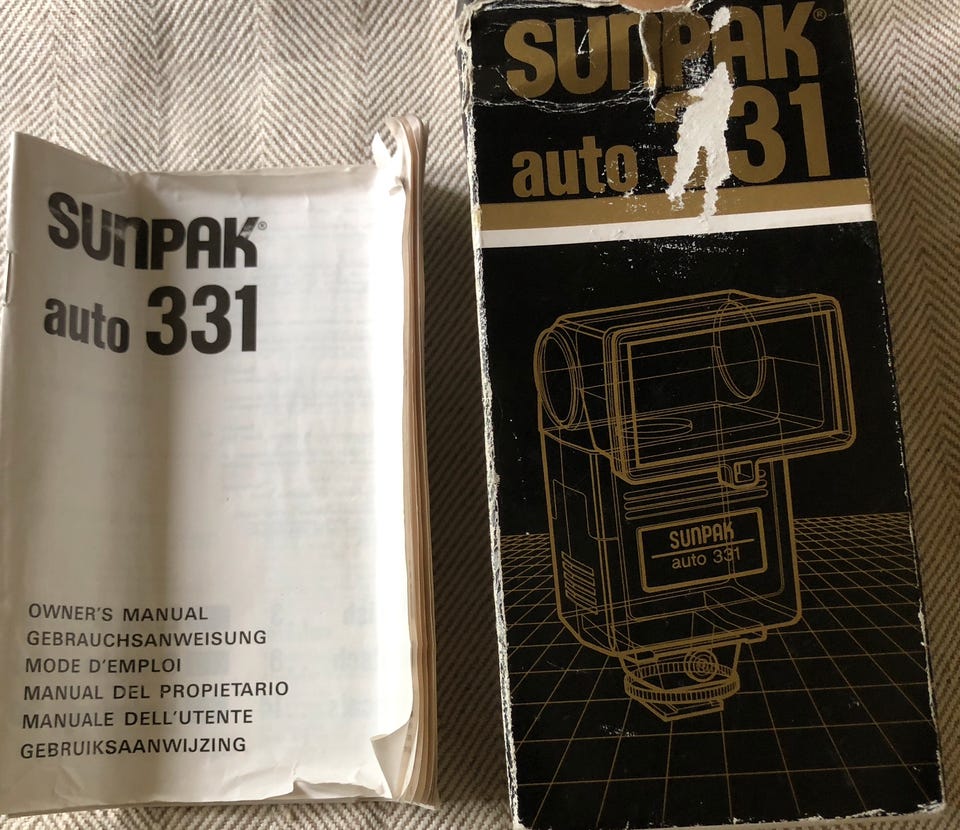 SUNPAK®
auto 331
OWNER'S MANUAL
GEBRAUCHSANWEISUNG
MODE D'EMPLOI
MANUAL DEL PROPIETARIO
MANUALE DELL'UTENTE
GEBRUIKSAANWIJZING
SUNPAK®
auto 331
SUNPAK
auto 331